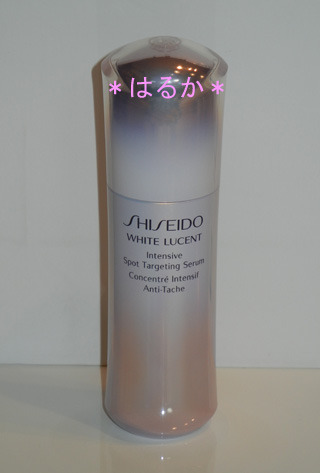 ＊はるか＊
SHISEIDO
WHITE LUCENT
Intensive
Spot Targeting Serum
Concentré Intensif
Anti-Tache